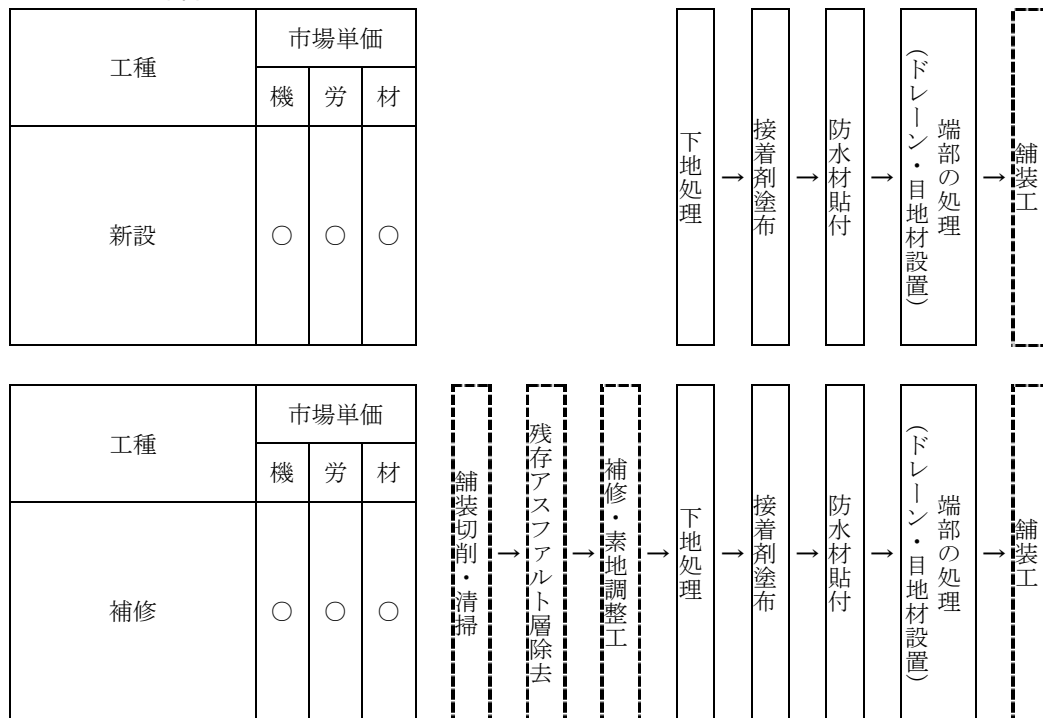 工種
市場単価
機 労 材
新設
○ ○ ○
下地処理
→
接着剤塗布
→
防水材貼付
→
端部の処理
(ドレーン・目地材設置)
→
舗装工
工種
市場単価
機 労 材
補修
○ ○ ○
舗装切削・清掃
→
残存アスファルト層除去
→
補修・素地調整工
→
下地処理
→
接着剤塗布
→
防水材貼付
→
端部の処理
(ドレーン・目地材設置)
→
舗装工